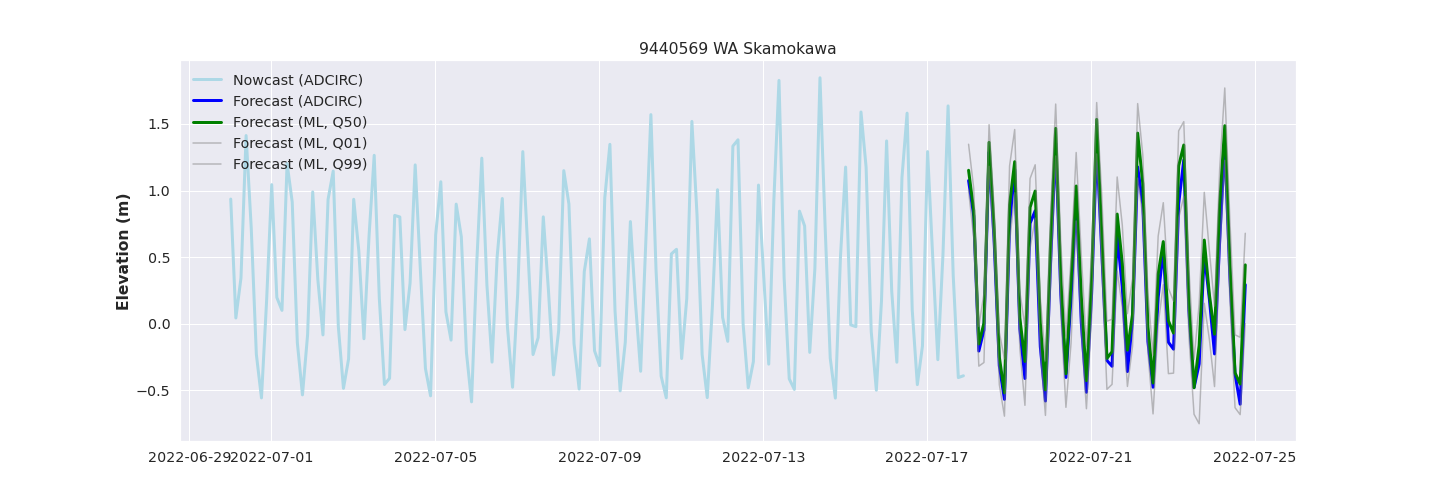 9440569 WA Skamokawa
Nowcast (ADCIRC)
Forecast (ADCIRC)
Forecast (ML, Q50)
Forecast (ML, Q01)
Forecast (ML, Q99)
Elevation (m)
1.5
1.0
0.5
0.0
−0.5
2022-06-29 2022-07-01 2022-07-05 2022-07-09 2022-07-13 2022-07-17 2022-07-21 2022-07-25